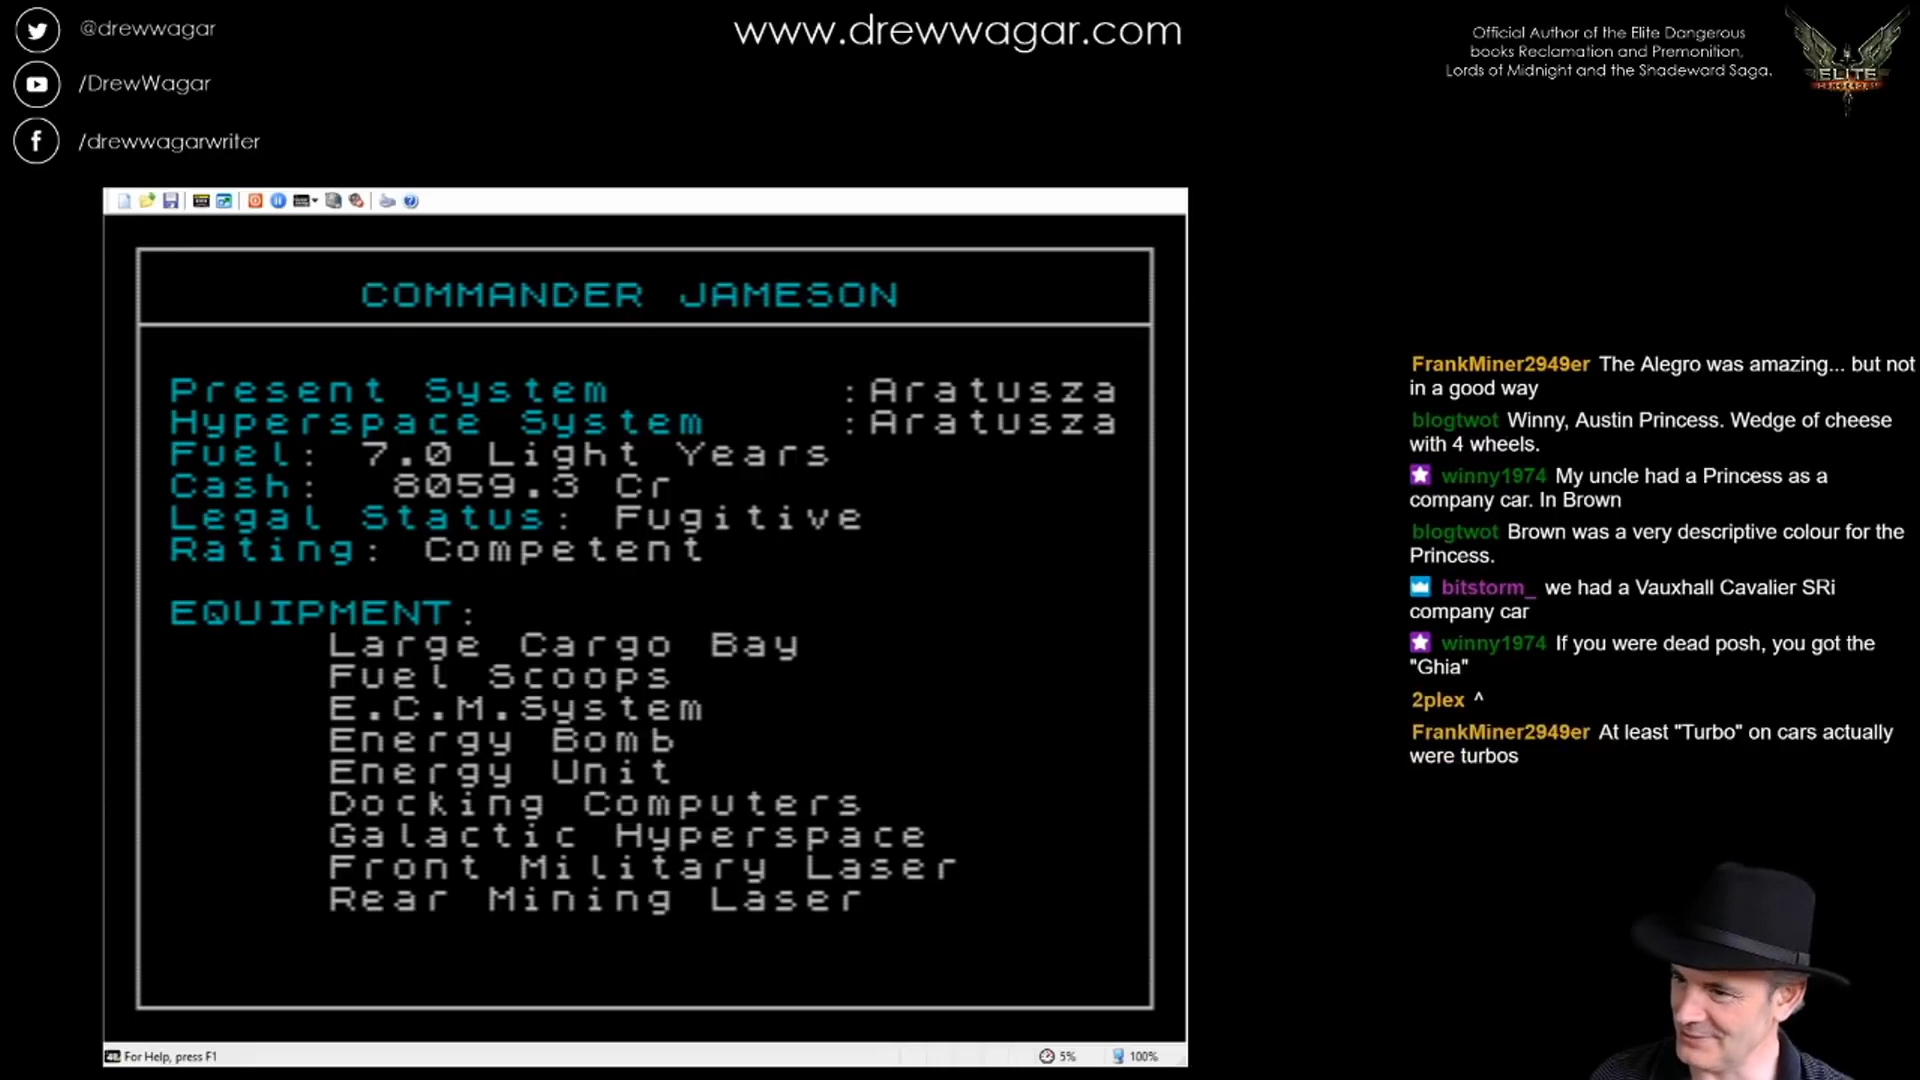 @drewwagar
www.drewwagar.com
Official Author of the Elite Dangerous
books Reclamation and Premonition,
Lords of Midnight and the Shadeward Saga.
ELITE
DANGEROUS
/DrewWagar
/drewwagarwriter
COMMANDER JAMESON
Present System :Aratusza
Hyperspace System :Aratusza
Fuel: 7.0 Light Years
Cash: 8059.3 Cr
Legal Status: Fugitive
Rating: Competent
EQUIPMENT:
Large Cargo Bay
Fuel Scoops
E.C.M.System
Energy Bomb
Energy Unit
Docking Computers
Galactic Hyperspace
Front Military Laser
Rear Mining Laser
For Help, press F1
5%
100%
FrankMiner2949er The Alegro was amazing... but not
in a good way
blogtwot Winny, Austin Princess. Wedge of cheese
with 4 wheels.
winny1974 My uncle had a Princess as a
company car. In Brown
blogtwot Brown was a very descriptive colour for the
Princess.
bitstorm_ we had a Vauxhall Cavalier SRi
company car
winny1974 If you were dead posh, you got the
"Ghia"
2plex ^
FrankMiner2949er At least "Turbo" on cars actually
were turbos